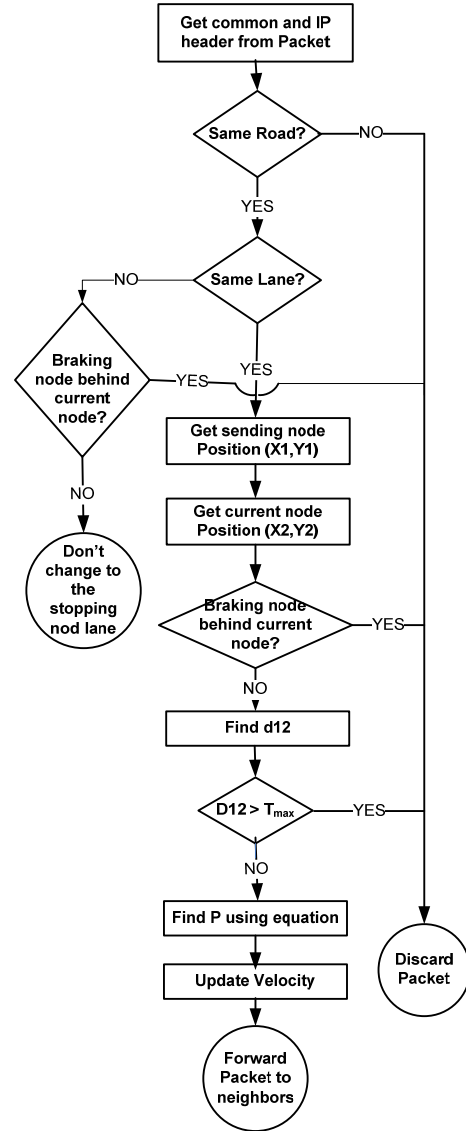 Get common and IP
header from Packet
Same Road?
NO
YES
Same Lane?
NO
YES
Braking
node behind
current
node?
YES
NO
Don't
change to
the
stopping
nod lane
Get sending node
Position (X1,Y1)
Get current node
Position (X2,Y2)
Braking node
behind current
node?
YES
NO
Find d12
D12 > Tmax
YES
NO
Find P using equation
Update Velocity
Forward
Packet to
neighbors
Discard
Packet